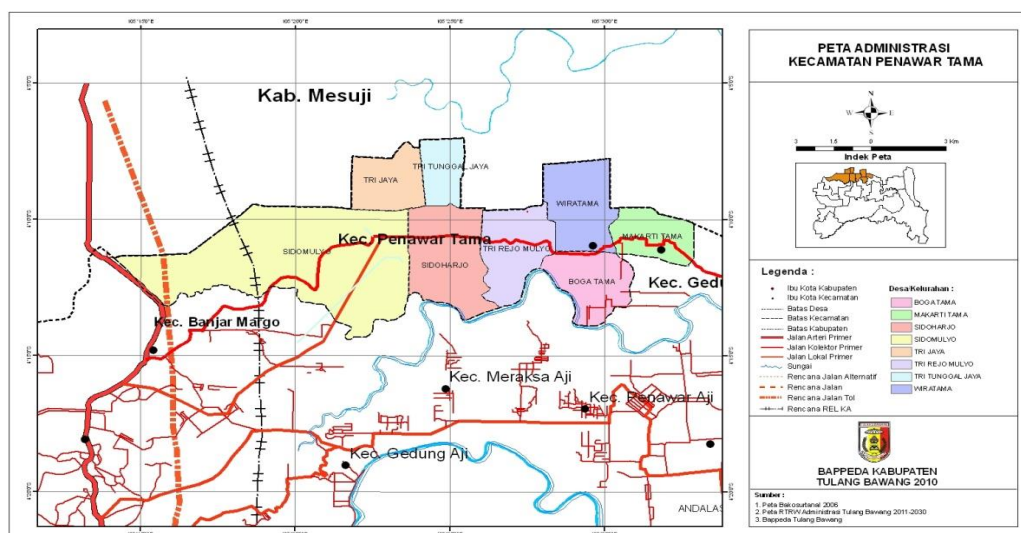 Kab. Mesuji
TRI TUNGGAL JAYA
TRI JAYA
WIRATAMA
MAKARTI TAMA
Kec. Penawar Tama
SIDOMULYO
TRI REJO MULYO
SIDOHARJO
BOGA TAMA
Kec. Gedu
Kec. Banjar Margo
Kec. Meraksa Aji
Kec. Penawar Aji
Kec. Gedung Aji
ANDALAS
PETA ADMINISTRASI
KECAMATAN PENAWAR TAMA
N
W E
S
3 1.5 0 3 Km
Indek Peta
Legenda :
Ibu Kota Kabupaten
Ibu Kota Kecamatan
Batas Desa
Batas Kecamatan
Batas Kabupaten
Jalan Arteri Primer
Jalan Kolektor Primer
Jalan Lokal Primer
Sungai
Rencana Jalan Alternatif
Rencana Jalan
Rencana Jalan Tol
Rencana REL KA
Desa/Kelurahan :
BOGATAMA
MAKARTI TAMA
SIDOHARJO
SIDOMULYO
TRI JAYA
TRI REJO MULYO
TRI TUNGGAL JAYA
WIRATAMA
BAPPEDA KABUPATEN
TULANG BAWANG 2010
Sumber :
1. Peta Bakosurtanal 2006
2. Peta RTRW Administrasi Tulang Bawang 2011-2030
3. Bappeda Tulang Bawang